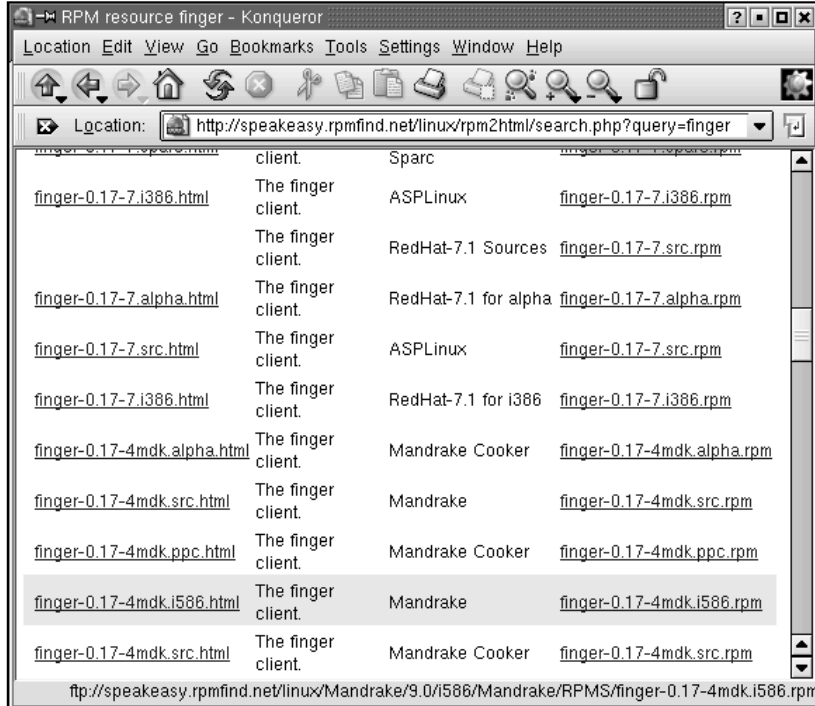 RPM resource finger - Konqueror
Location Edit View Go Bookmarks Tools Settings Window Help
Location: http://speakeasy.rpmfind.net/linux/rpm2html/search.php?query=finger
client. Sparc
finger-0.17-7.i386.html The finger client. ASPLinux finger-0.17-7.i386.rpm
The finger client. RedHat-7.1 Sources finger-0.17-7.src.rpm
finger-0.17-7.alpha.html The finger client. RedHat-7.1 for alpha finger-0.17-7.alpha.rpm
finger-0.17-7.src.html The finger client. ASPLinux finger-0.17-7.src.rpm
finger-0.17-7.i386.html The finger client. RedHat-7.1 for i386 finger-0.17-7.i386.rpm
finger-0.17-4mdk.alpha.html The finger client. Mandrake Cooker finger-0.17-4mdk.alpha.rpm
finger-0.17-4mdk.src.html The finger client. Mandrake finger-0.17-4mdk.src.rpm
finger-0.17-4mdk.ppc.html The finger client. Mandrake Cooker finger-0.17-4mdk.ppc.rpm
finger-0.17-4mdk.i586.html The finger client. Mandrake finger-0.17-4mdk.i586.rpm
finger-0.17-4mdk.src.html The finger client. Mandrake Cooker finger-0.17-4mdk.src.rpm
ftp://speakeasy.rpmfind.net/linux/Mandrake/9.0/i586/Mandrake/RPMS/finger-0.17-4mdk.i586.rpm